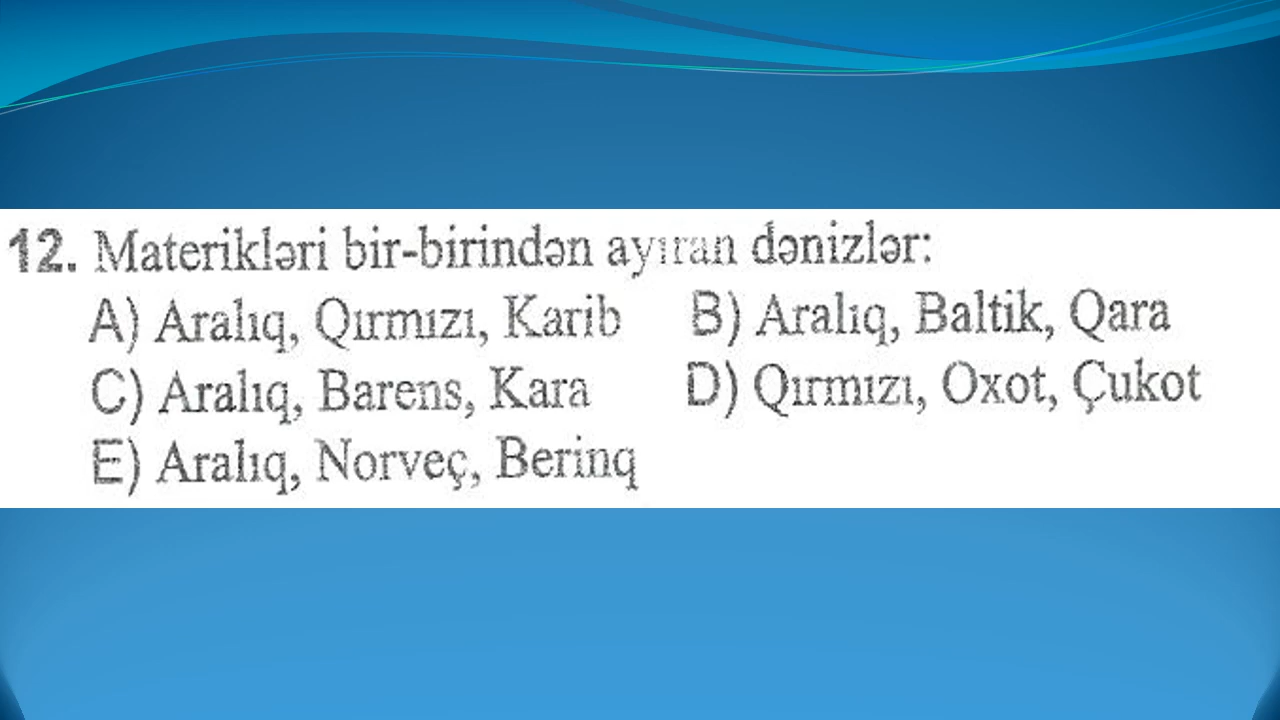 12. Materikləri bir-birindən ayıran dənizlər:
A) Aralıq, Qırmızı, Karib B) Aralıq, Baltik, Qara
C) Aralıq, Barens, Kara D) Qırmızı, Oxot, Çukot
E) Aralıq, Norveç, Berinq